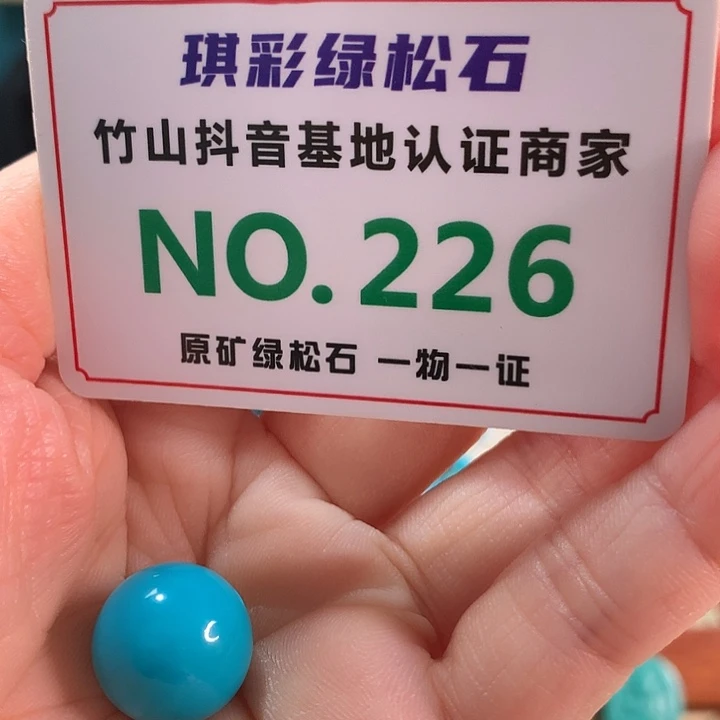 琪彩绿松石
竹山抖音基地认证商家
NO.226
原矿绿松石 一物一证